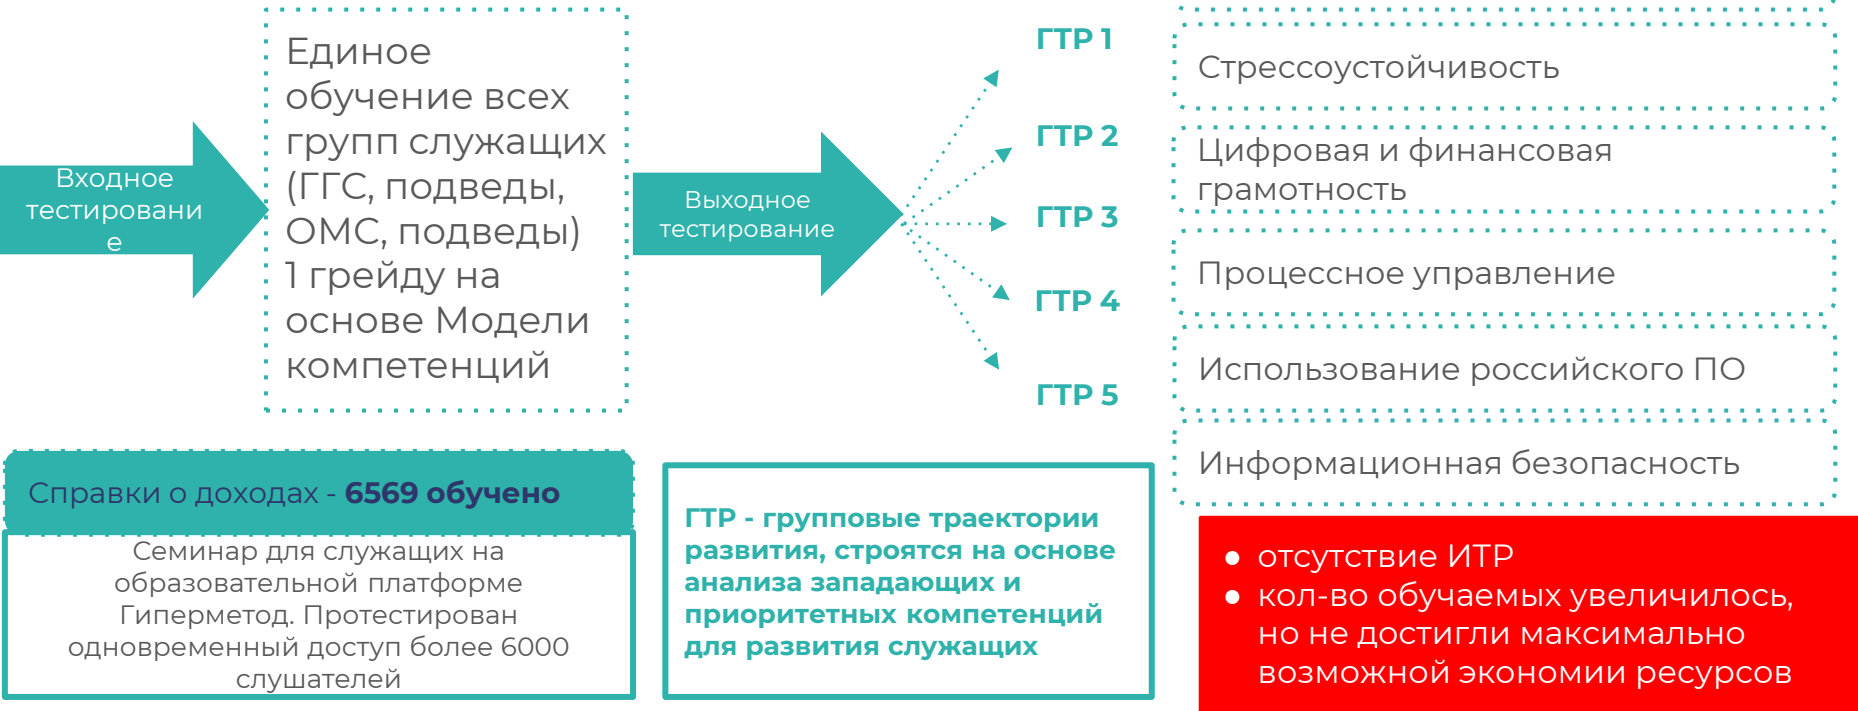 Входное
тестировани
е
Единое
обучение всех
групп служащих
(ГГС, подведы,
ОМС, подведы)
1 грейду на
основе Модели
компетенций
Выходное
тестирование
ГТР 1
ГТР 2
ГТР 3
ГТР 4
ГТР 5
Стрессоустойчивость
Цифровая и финансовая
грамотность
Процессное управление
Использование российского ПО
Информационная безопасность
Справки о доходах - 6569 обучено
Семинар для служащих на
образовательной платформе
Гиперметод. Протестирован
одновременный доступ более 6000
слушателей
ГТР - групповые траектории
развития, строятся на основе
анализа западающих и
приоритетных компетенций
для развития служащих
● отсутствие ИТР
● кол-во обучаемых увеличилось,
но не достигли максимально
возможной экономии ресурсов